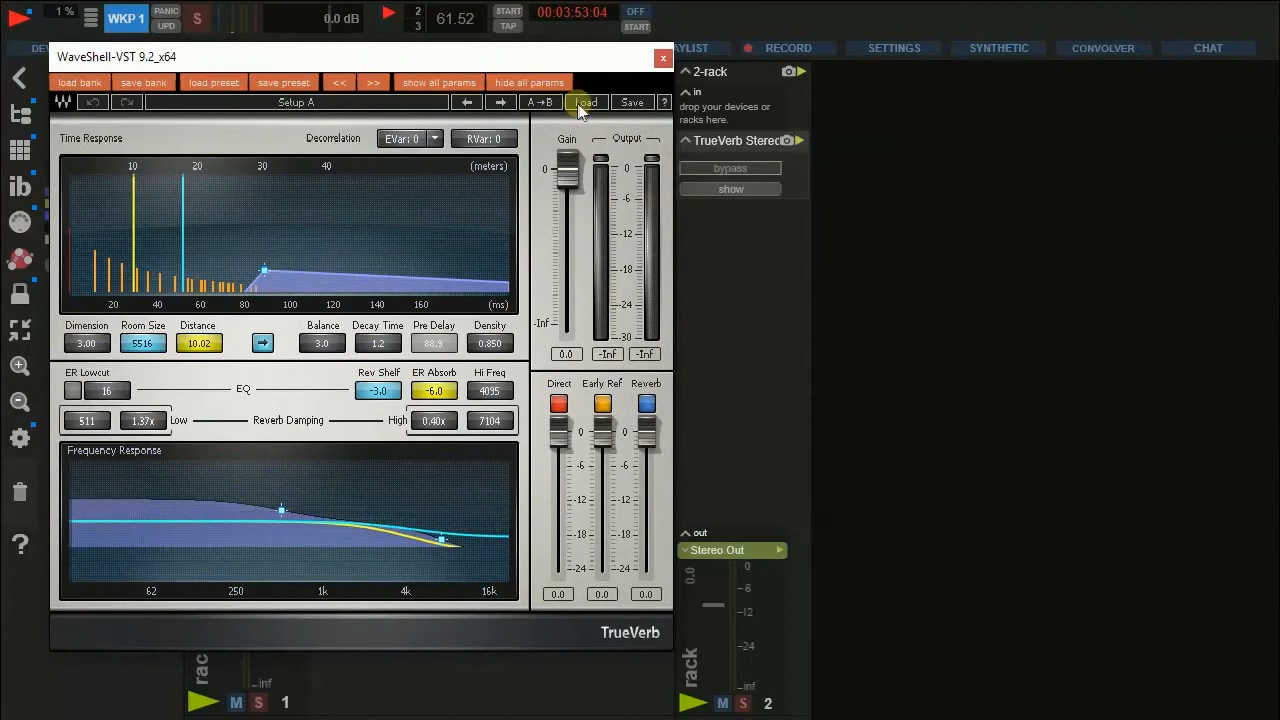 1 %
WKP 1
PANIC
UPD
S
0.0 dB
2
3
61.52
START
TAP
00:03:53:04
OFF
START
DE
AYLIST
RECORD
SETTINGS
SYNTHETIC
CONVOLVER
CHAT
WaveShell-VST 9.2_x64
x
load bank
save bank
load preset
save preset
<<
>>
show all params
hide all params
Setup A
A→B
Load
Save
?
Time Response
Decorrelation
EVar: 0
RVar: 0
10 20 30 40 (meters)
20 40 60 80 100 120 140 160 (ms)
Dimension Room Size Distance Balance Decay Time Pre Delay Density
3.00 5516 10.02 3.0 1.2 88.9 0.850
ER Lowcut Rev Shelf ER Absorb Hi Freq
16 EQ -3.0 -6.0 4095
511 1.37x Low Reverb Damping High 0.40x 7104
Frequency Response
62 250 1k 4k 16k
Gain Output
0 0
-6
-12
-18
-24
-Inf -30
0.0 -Inf -Inf
Direct Early Ref Reverb
0 0
-6 -6
-12 -12
-18 -18
-24 -24
0.0 0.0 0.0
TrueVerb
2-rack
in
drop your devices or
racks here.
TrueVerb Stereo
bypass
show
out
Stereo Out
0.0
0
-6
-12
-24
-inf
rack
M S 2
ib
?
rack
-inf
M S 1